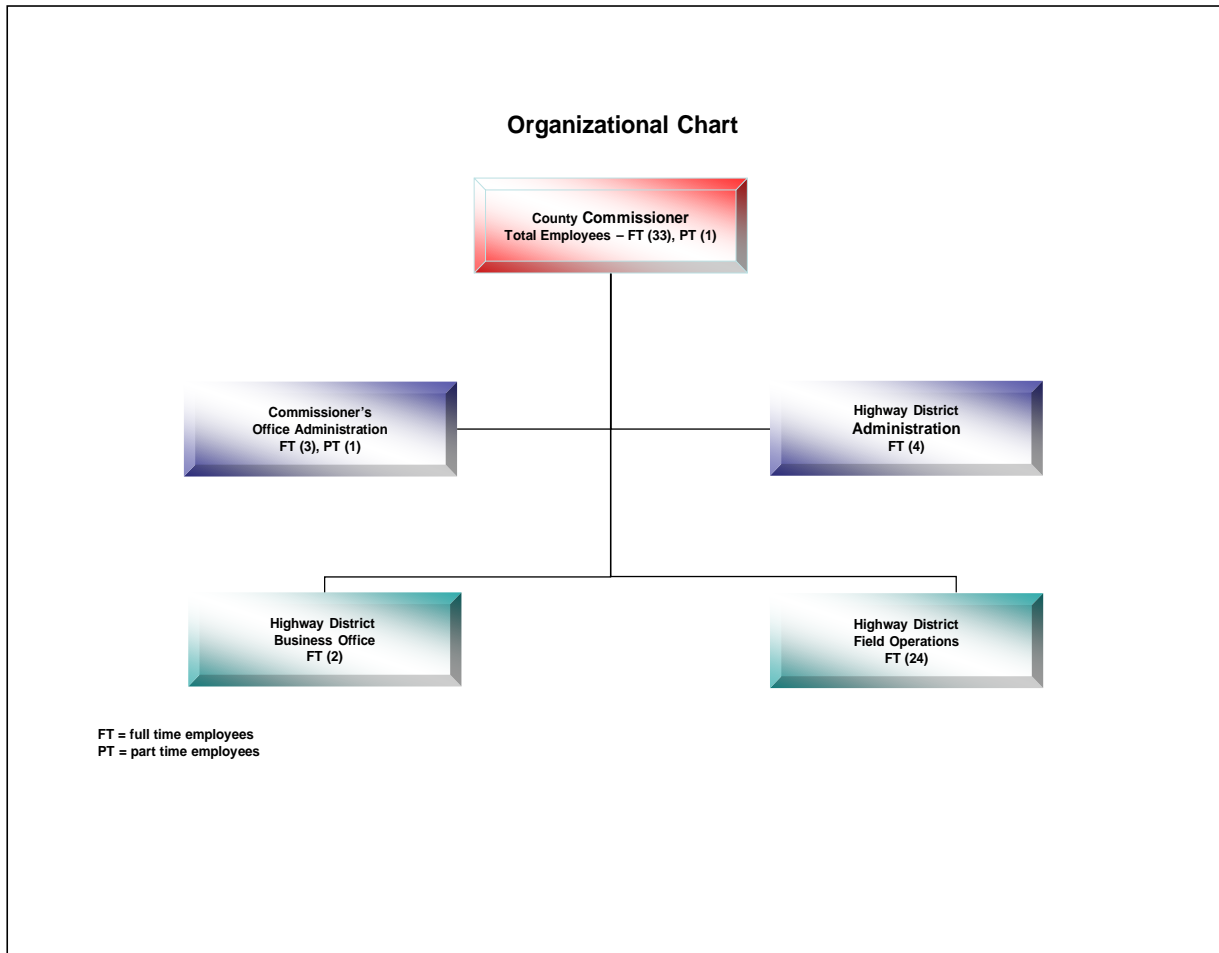 Organizational Chart
County Commissioner
Total Employees – FT (33), PT (1)
Commissioner’s
Office Administration
FT (3), PT (1)
Highway District
Administration
FT (4)
Highway District
Business Office
FT (2)
Highway District
Field Operations
FT (24)
FT = full time employees
PT = part time employees